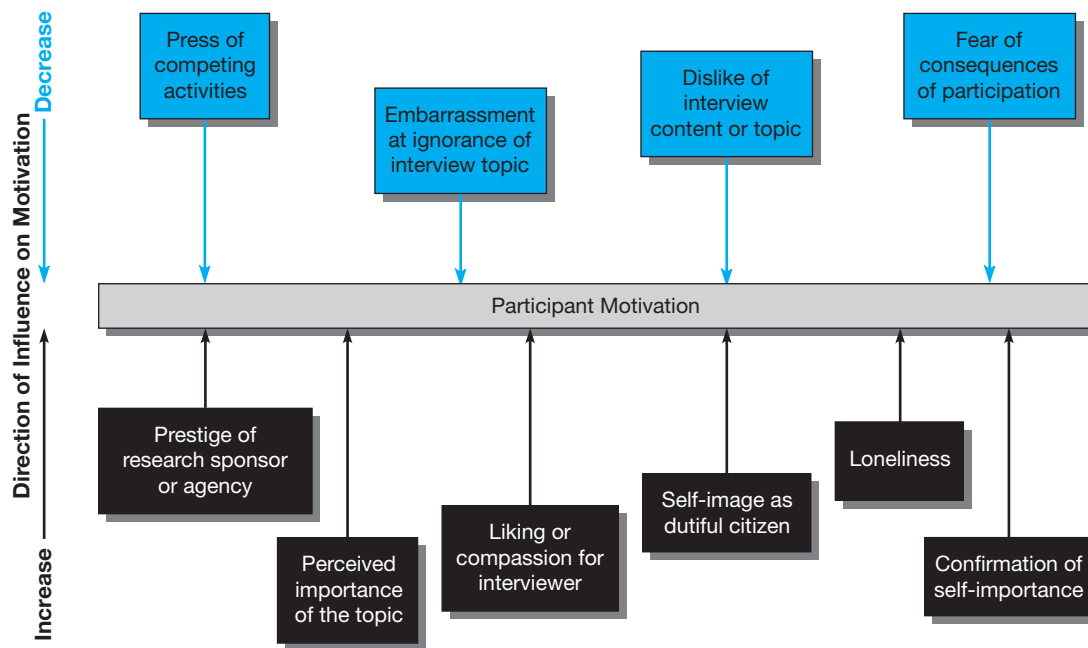 Direction of Influence on Motivation
Decrease
Increase
Press of
competing
activities
Embarrassment
at ignorance of
interview topic
Dislike of
interview
content or topic
Fear of
consequences
of participation
Participant Motivation
Prestige of
research sponsor
or agency
Perceived
importance
of the topic
Liking or
compassion for
interviewer
Self-image as
dutiful citizen
Loneliness
Confirmation of
self-importance